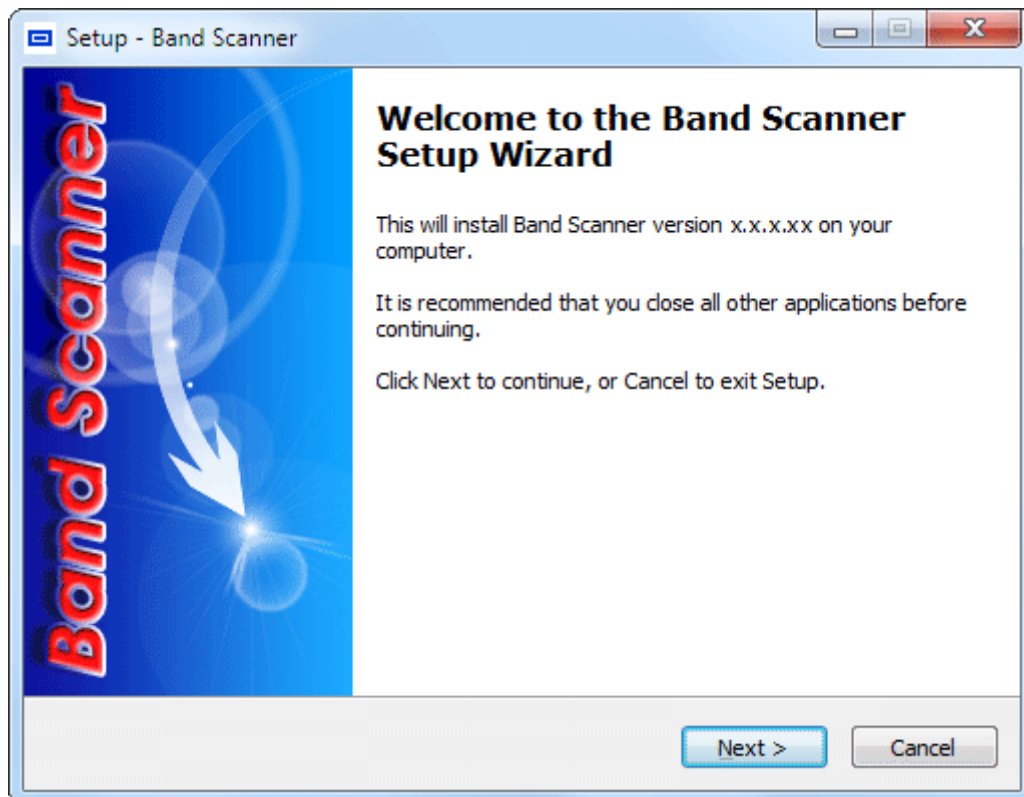 Setup - Band Scanner
Band Scanner
Welcome to the Band Scanner
Setup Wizard
This will install Band Scanner version x.x.x.xx on your
computer.
It is recommended that you close all other applications before
continuing.
Click Next to continue, or Cancel to exit Setup.
Next >
Cancel